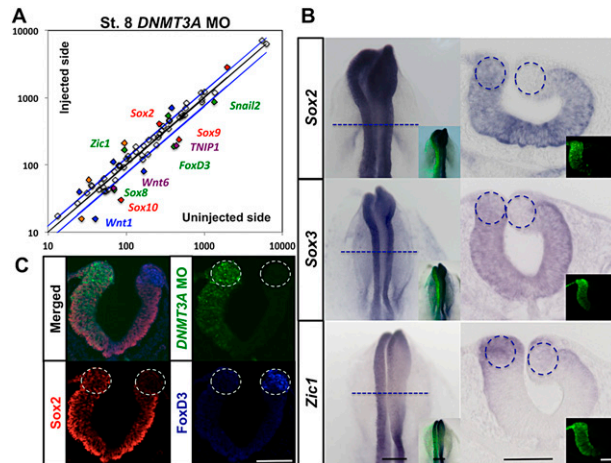 A
St. 8 DNMT3A MO
10000
1000
100
10
Injected side
Sox2
Zic1
Snail2
Sox9
TNIP1
FoxD3
Wnt6
Sox8
Sox10
Wnt1
Uninjected side
10
100
1000
10000
B
Sox2
Sox3
Zic1
C
Merged
DNMT3A MO
Sox2
FoxD3